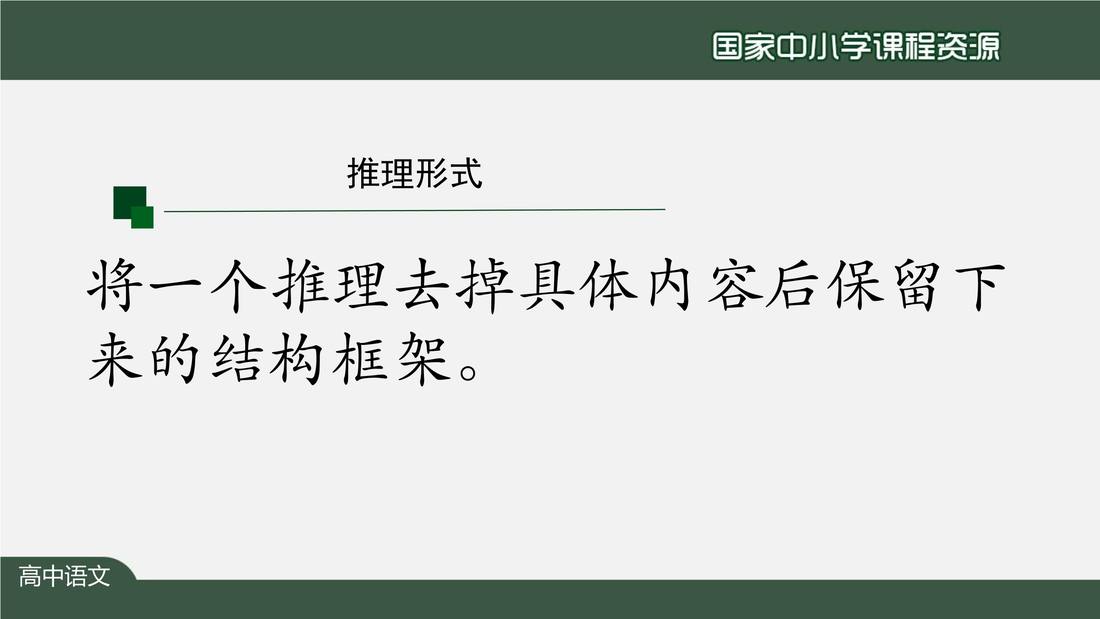 国家中小学课程资源
推理形式
将一个推理去掉具体内容后保留下
来的结构框架。
高中语文